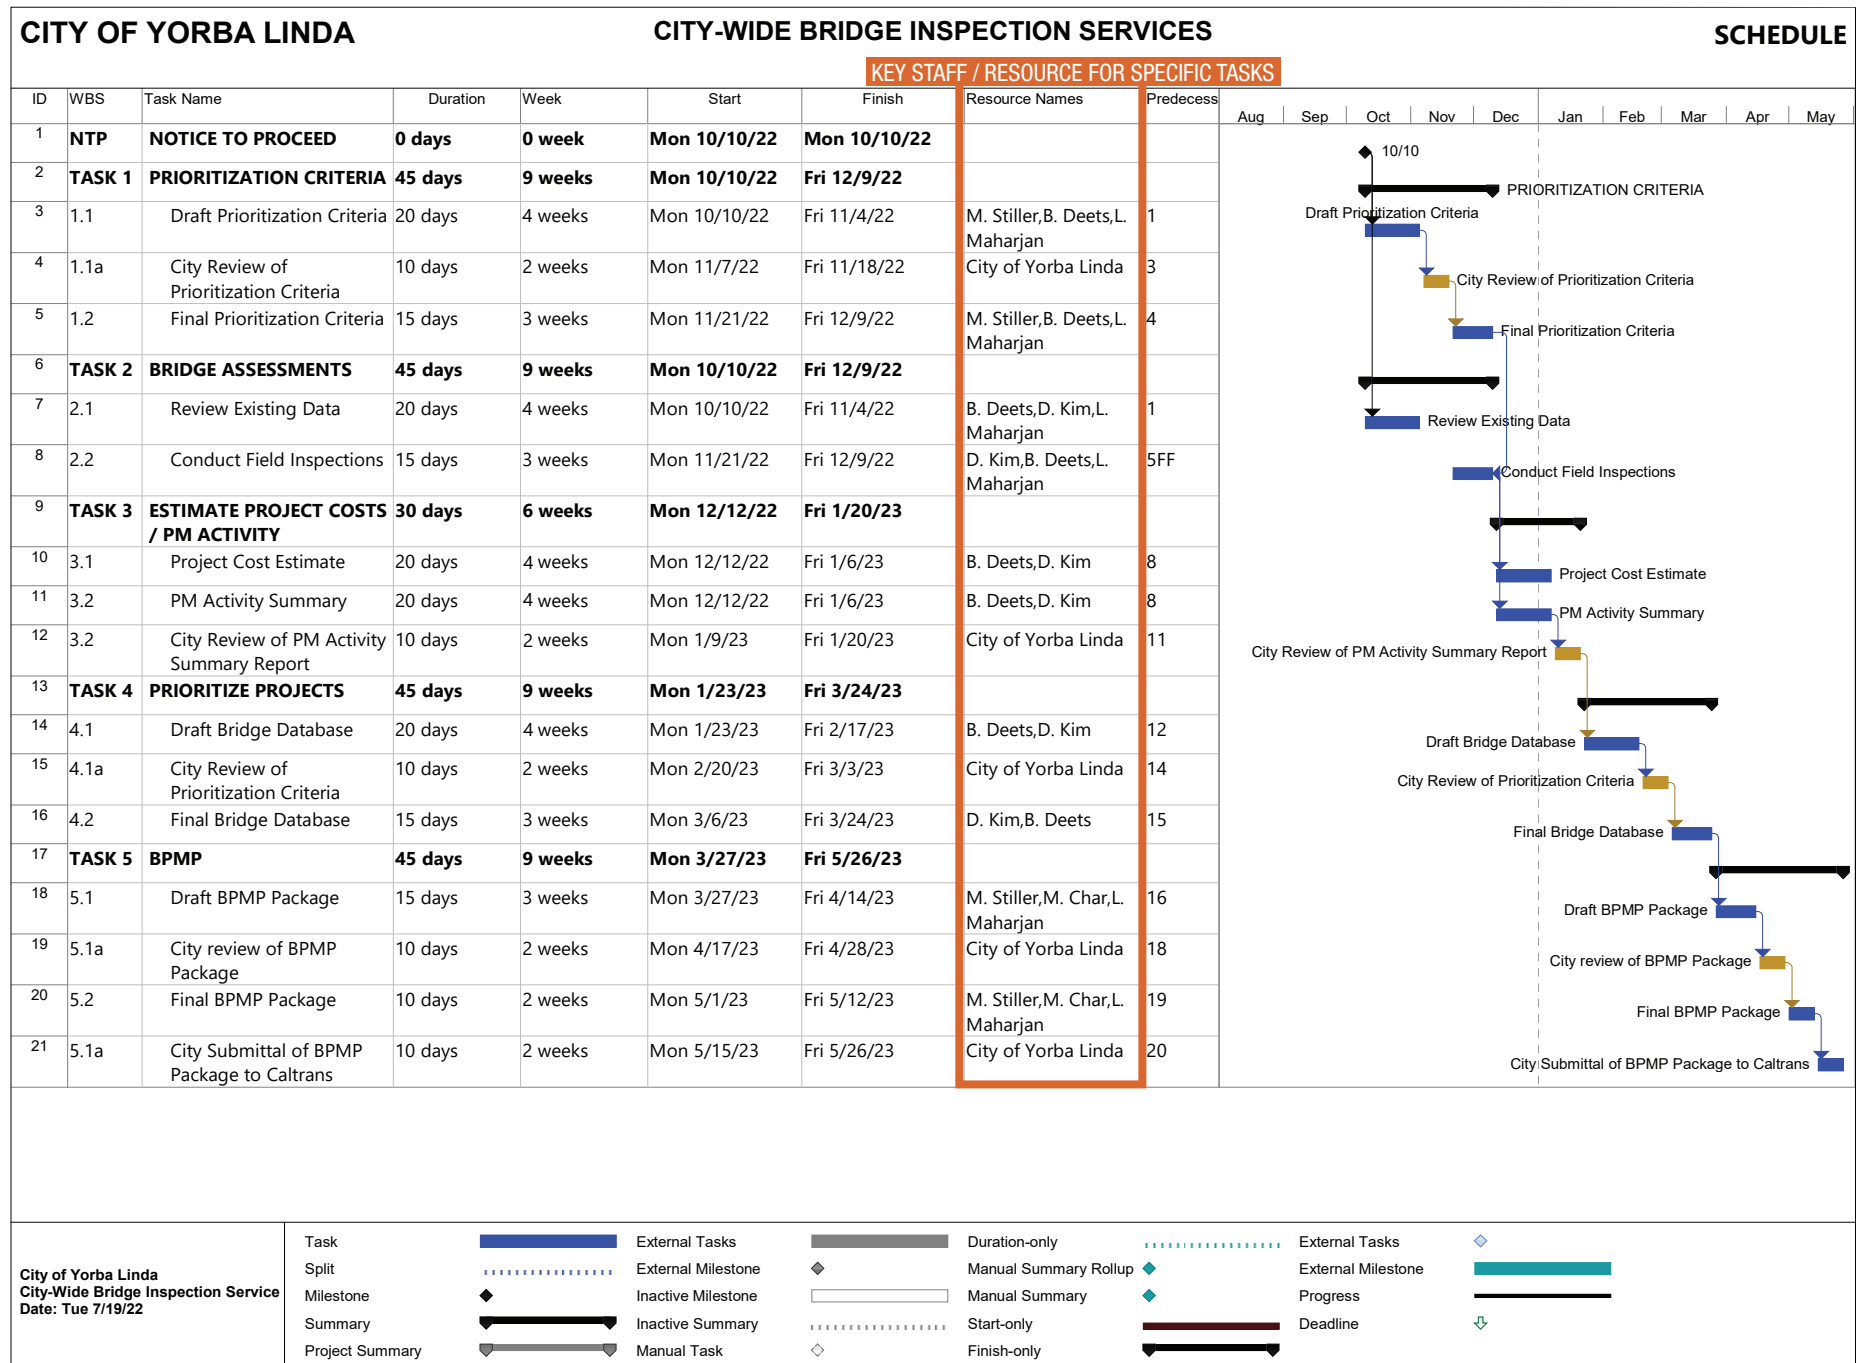 CITY OF YORBA LINDA
CITY-WIDE BRIDGE INSPECTION SERVICES
SCHEDULE
KEY STAFF / RESOURCE FOR SPECIFIC TASKS
ID WBS Task Name Duration Week Start Finish Resource Names Predecess
Aug Sep Oct Nov Dec Jan Feb Mar Apr May
1 NTP NOTICE TO PROCEED 0 days 0 week Mon 10/10/22 Mon 10/10/22
10/10
2 TASK 1 PRIORITIZATION CRITERIA 45 days 9 weeks Mon 10/10/22 Fri 12/9/22
PRIORITIZATION CRITERIA
3 1.1 Draft Prioritization Criteria 20 days 4 weeks Mon 10/10/22 Fri 11/4/22 M. Stiller,B. Deets,L. 1
Maharjan
Draft Prioritization Criteria
4 1.1a City Review of 10 days 2 weeks Mon 11/7/22 Fri 11/18/22 City of Yorba Linda 3
Prioritization Criteria
City Review of Prioritization Criteria
5 1.2 Final Prioritization Criteria 15 days 3 weeks Mon 11/21/22 Fri 12/9/22 M. Stiller,B. Deets,L. 4
Maharjan
Final Prioritization Criteria
6 TASK 2 BRIDGE ASSESSMENTS 45 days 9 weeks Mon 10/10/22 Fri 12/9/22
7 2.1 Review Existing Data 20 days 4 weeks Mon 10/10/22 Fri 11/4/22 B. Deets,D. Kim,L. 1
Maharjan
Review Existing Data
8 2.2 Conduct Field Inspections 15 days 3 weeks Mon 11/21/22 Fri 12/9/22 D. Kim,B. Deets,L. 5FF
Maharjan
Conduct Field Inspections
9 TASK 3 ESTIMATE PROJECT COSTS 30 days 6 weeks Mon 12/12/22 Fri 1/20/23
/ PM ACTIVITY
10 3.1 Project Cost Estimate 20 days 4 weeks Mon 12/12/22 Fri 1/6/23 B. Deets,D. Kim 8
Project Cost Estimate
11 3.2 PM Activity Summary 20 days 4 weeks Mon 12/12/22 Fri 1/6/23 B. Deets,D. Kim 8
PM Activity Summary
12 3.2 City Review of PM Activity 10 days 2 weeks Mon 1/9/23 Fri 1/20/23 City of Yorba Linda 11
Summary Report
City Review of PM Activity Summary Report
13 TASK 4 PRIORITIZE PROJECTS 45 days 9 weeks Mon 1/23/23 Fri 3/24/23
14 4.1 Draft Bridge Database 20 days 4 weeks Mon 1/23/23 Fri 2/17/23 B. Deets,D. Kim 12
Draft Bridge Database
15 4.1a City Review of 10 days 2 weeks Mon 2/20/23 Fri 3/3/23 City of Yorba Linda 14
Prioritization Criteria
City Review of Prioritization Criteria
16 4.2 Final Bridge Database 15 days 3 weeks Mon 3/6/23 Fri 3/24/23 D. Kim,B. Deets 15
Final Bridge Database
17 TASK 5 BPMP 45 days 9 weeks Mon 3/27/23 Fri 5/26/23
18 5.1 Draft BPMP Package 15 days 3 weeks Mon 3/27/23 Fri 4/14/23 M. Stiller,M. Char,L. 16
Maharjan
Draft BPMP Package
19 5.1a City review of BPMP 10 days 2 weeks Mon 4/17/23 Fri 4/28/23 City of Yorba Linda 18
Package
City review of BPMP Package
20 5.2 Final BPMP Package 10 days 2 weeks Mon 5/1/23 Fri 5/12/23 M. Stiller,M. Char,L. 19
Maharjan
Final BPMP Package
21 5.1a City Submittal of BPMP 10 days 2 weeks Mon 5/15/23 Fri 5/26/23 City of Yorba Linda 20
Package to Caltrans
City Submittal of BPMP Package to Caltrans
City of Yorba Linda
City-Wide Bridge Inspection Service
Date: Tue 7/19/22
Task External Tasks Duration-only External Tasks
Split External Milestone Manual Summary Rollup External Milestone
Milestone Inactive Milestone Manual Summary Progress
Summary Inactive Summary Start-only Deadline
Project Summary Manual Task Finish-only